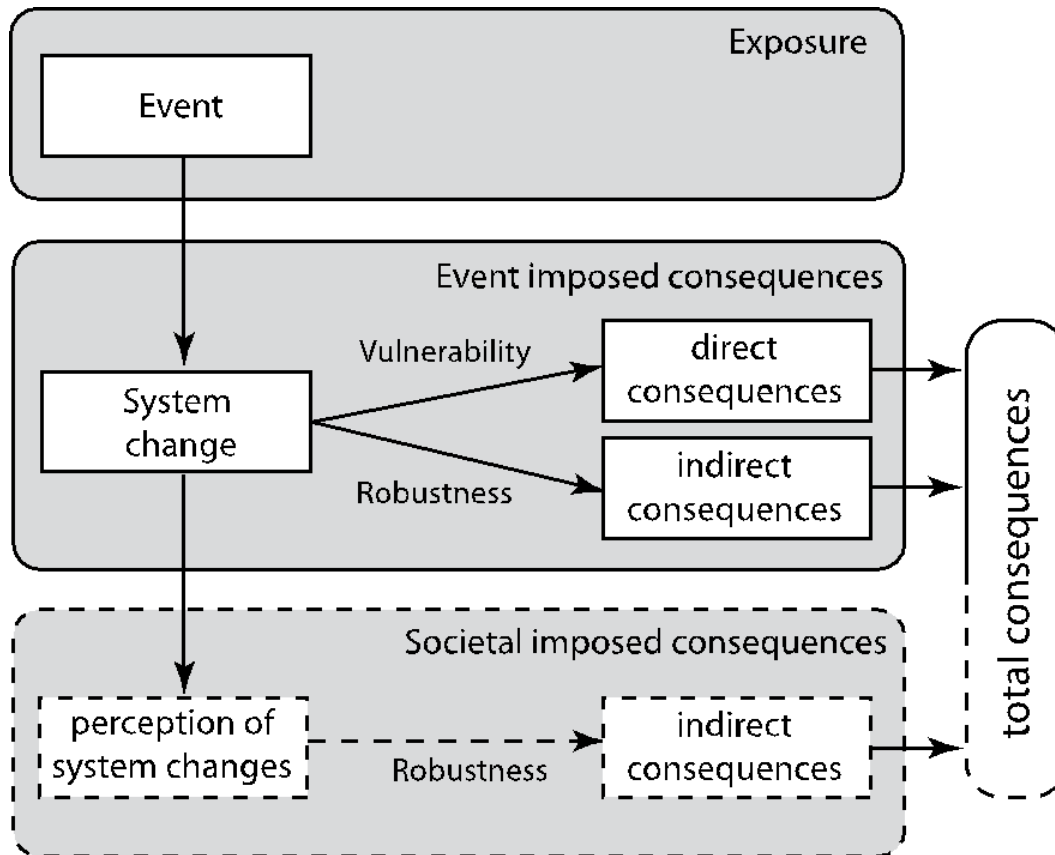 Exposure
Event
Event imposed consequences
Vulnerability
direct
consequences
System
change
Robustness
indirect
consequences
Societal imposed consequences
perception of
system changes
Robustness
indirect
consequences
total consequences